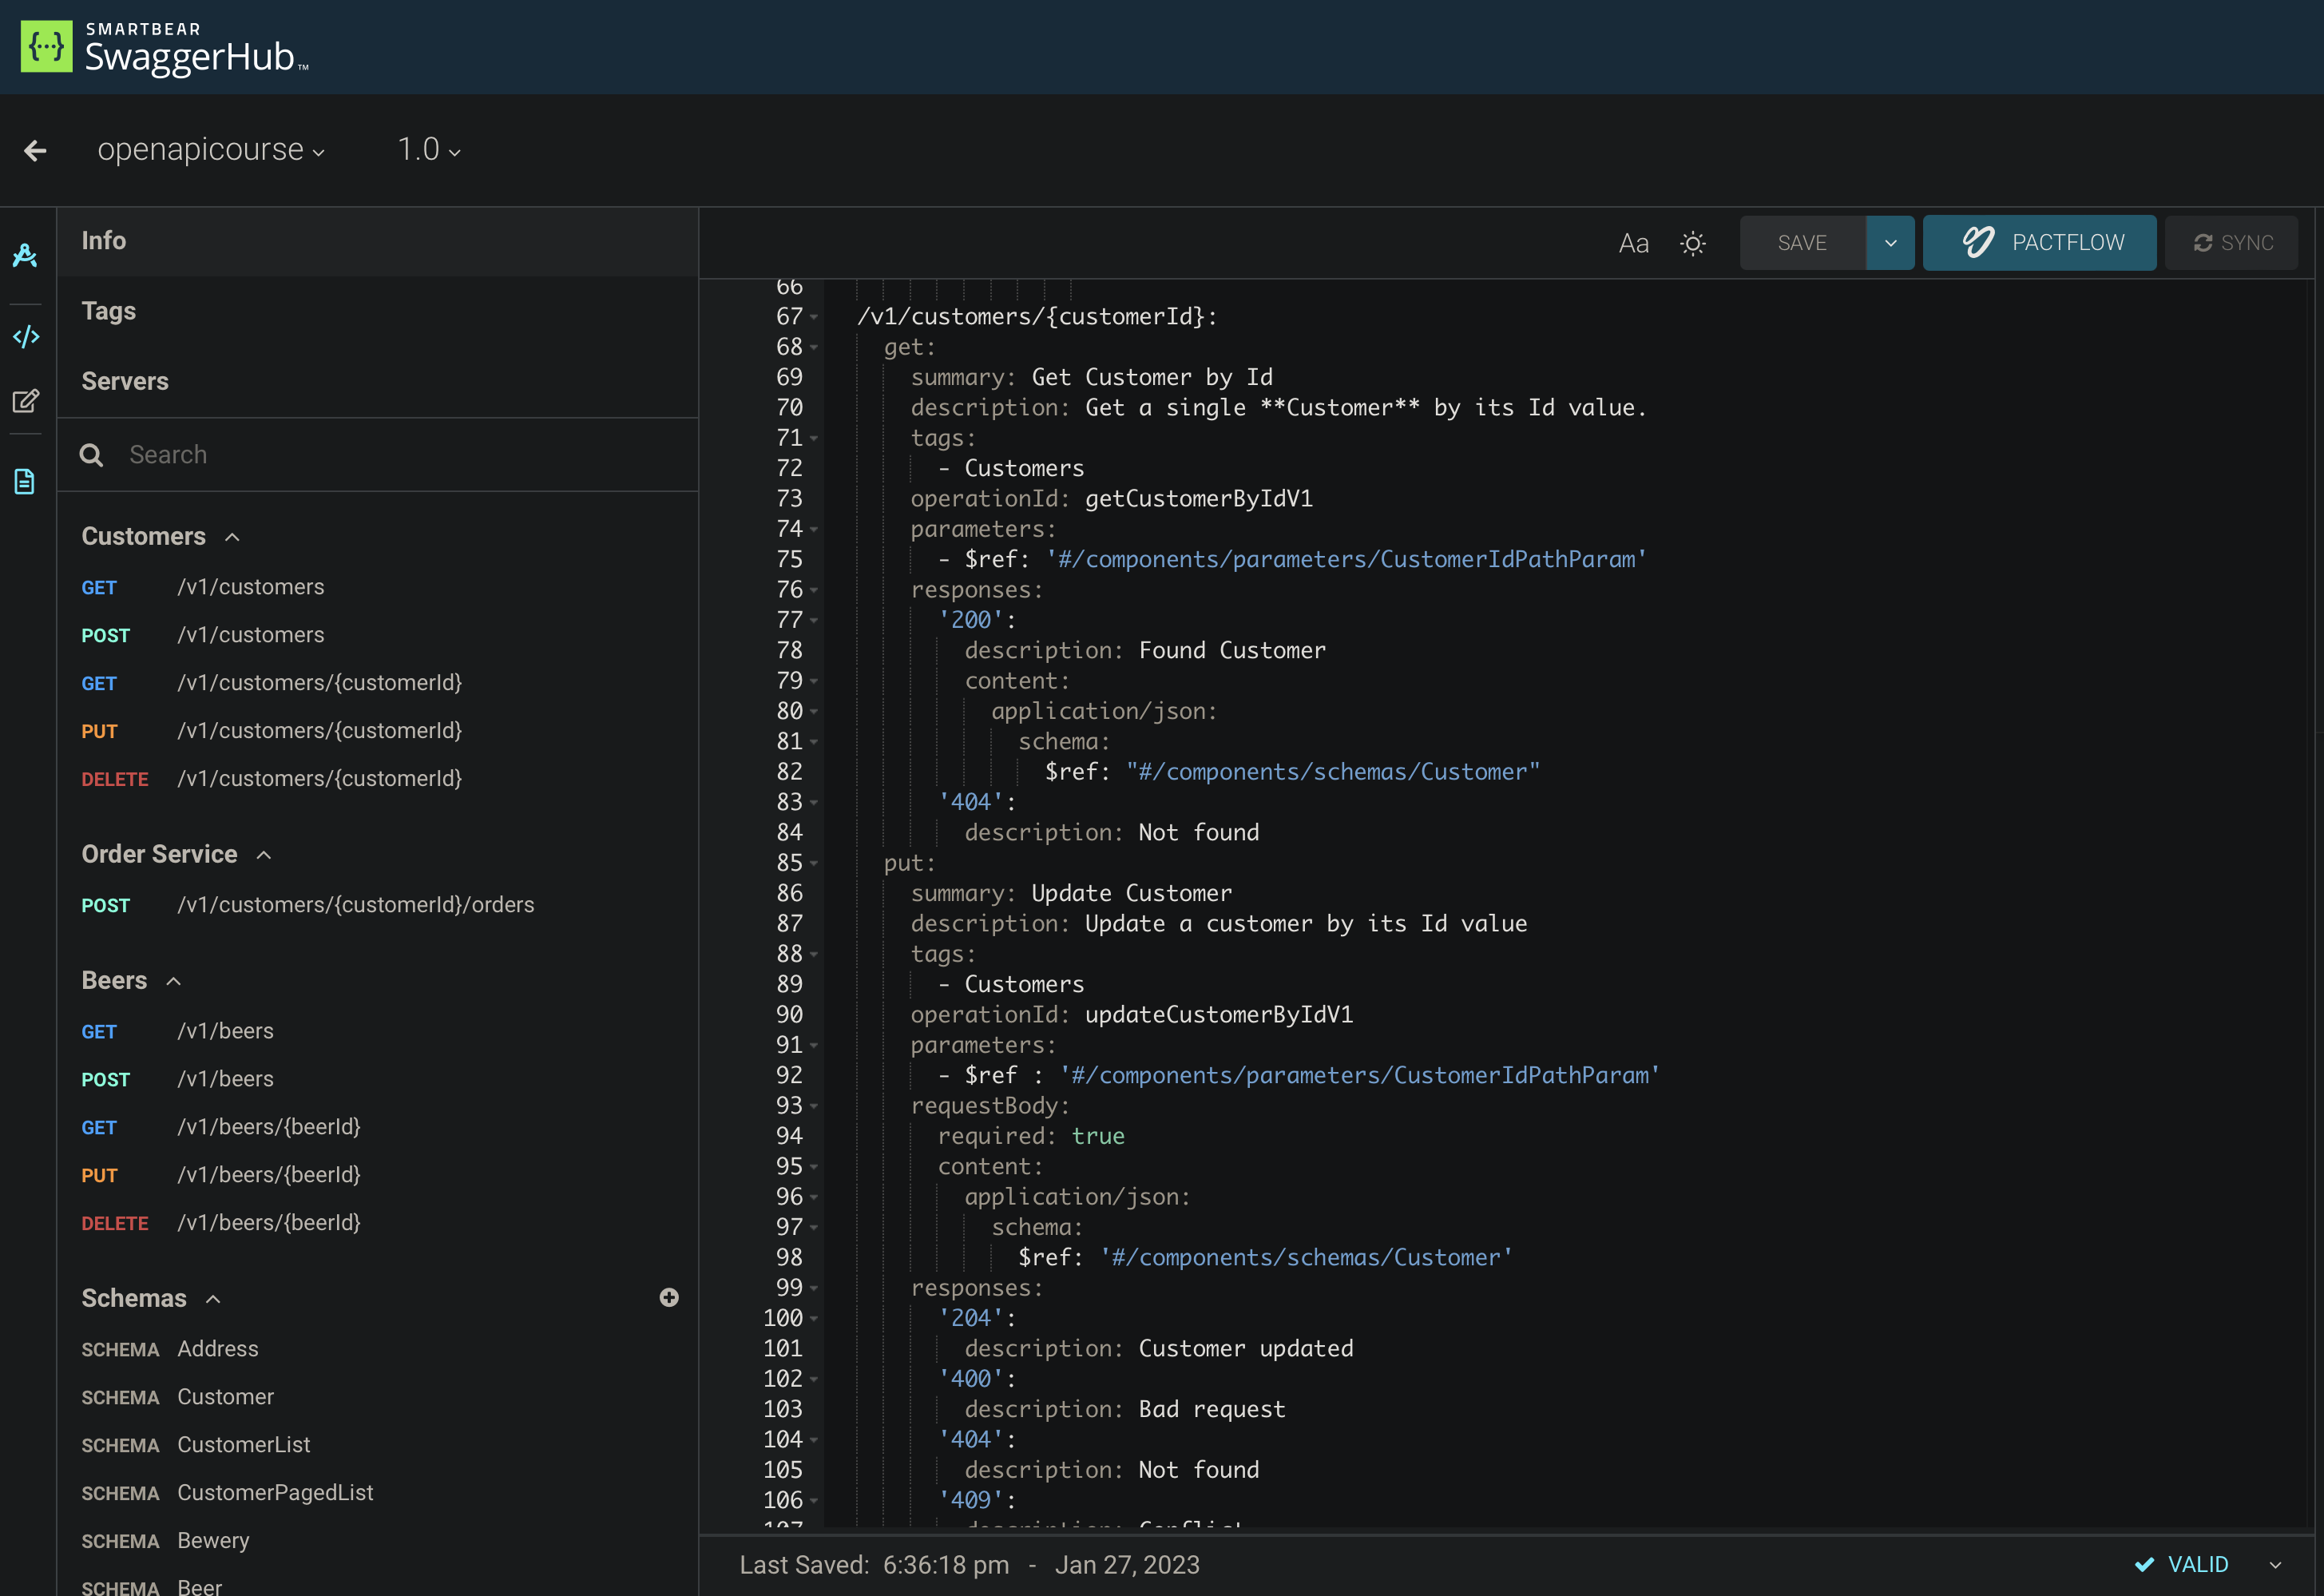 SMARTBEAR
SwaggerHub™
openapicourse
1.0
Info
Tags
Servers
Search
Customers
GET /v1/customers
POST /v1/customers
GET /v1/customers/{customerId}
PUT /v1/customers/{customerId}
DELETE /v1/customers/{customerId}
Order Service
POST /v1/customers/{customerId}/orders
Beers
GET /v1/beers
POST /v1/beers
GET /v1/beers/{beerId}
PUT /v1/beers/{beerId}
DELETE /v1/beers/{beerId}
Schemas
SCHEMA Address
SCHEMA Customer
SCHEMA CustomerList
SCHEMA CustomerPagedList
SCHEMA Bewery
SCHEMA Beer
Aa
SAVE
PACTFLOW
SYNC
66
67 /v1/customers/{customerId}:
68 get:
69 summary: Get Customer by Id
70 description: Get a single **Customer** by its Id value.
71 tags:
72 - Customers
73 operationId: getCustomerByIdV1
74 parameters:
75 - $ref: '#/components/parameters/CustomerIdPathParam'
76 responses:
77 '200':
78 description: Found Customer
79 content:
80 application/json:
81 schema:
82 $ref: "#/components/schemas/Customer"
83 '404':
84 description: Not found
85 put:
86 summary: Update Customer
87 description: Update a customer by its Id value
88 tags:
89 - Customers
90 operationId: updateCustomerByIdV1
91 parameters:
92 - $ref : '#/components/parameters/CustomerIdPathParam'
93 requestBody:
94 required: true
95 content:
96 application/json:
97 schema:
98 $ref: '#/components/schemas/Customer'
99 responses:
100 '204':
101 description: Customer updated
102 '400':
103 description: Bad request
104 '404':
105 description: Not found
106 '409':
107 description: Conflict
Last Saved: 6:36:18 pm - Jan 27, 2023
VALID